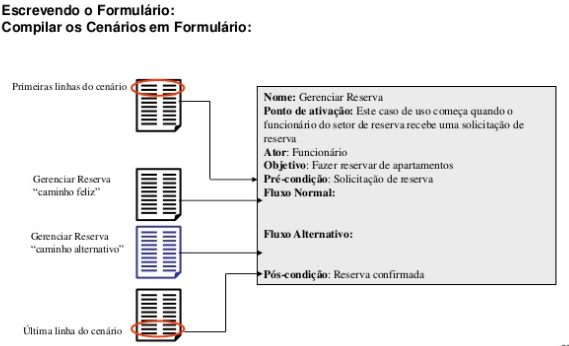 Escrevendo o Formulário:
Compilar os Cenários em Formulário:
Primeiras linhas do cenário
Gerenciar Reserva
“caminho feliz”
Gerenciar Reserva
“caminho alternativo”
Última linha do cenário
Nome: Gerenciar Reserva
Ponto de ativação: Este caso de uso começa quando o
funcionário do setor de reserva recebe uma solicitação de
reserva
Ator: Funcionário
Objetivo: Fazer reservar de apartamentos
Pré-condição: Solicitação de reserva
Fluxo Normal:
Fluxo Alternativo:
Pós-condição: Reserva confirmada